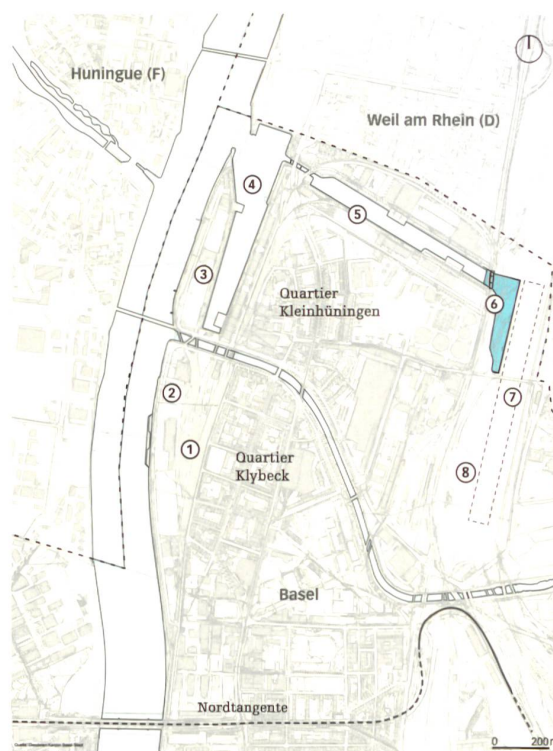 Huningue (F)
Weil am Rhein (D)
4
5
3
Quartier
Kleinhüningen
6
2
7
1
Quartier
Klybeck
8
Basel
Nordtangente
0 200